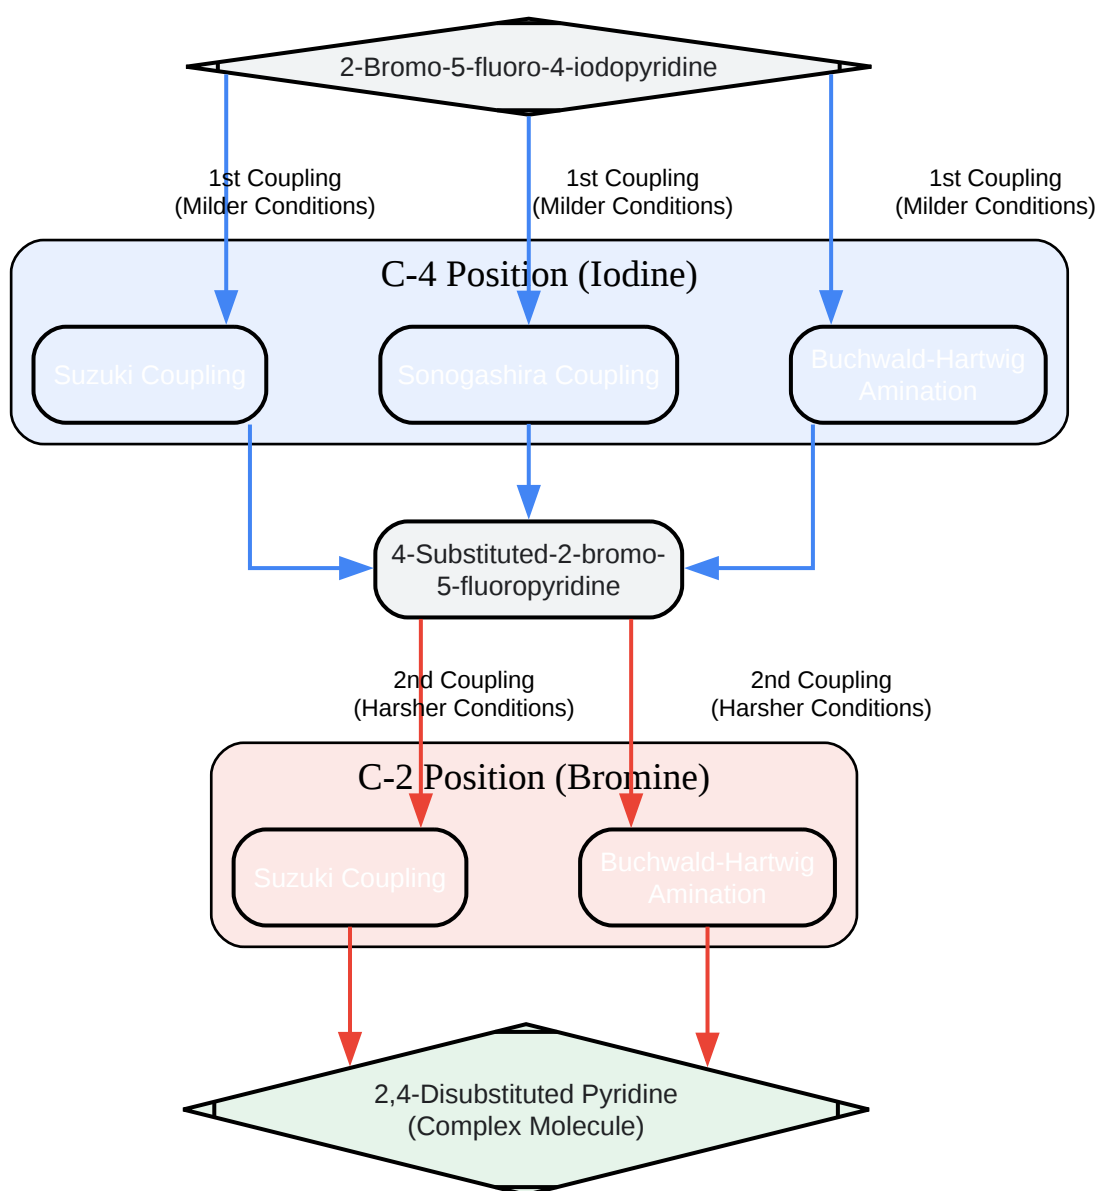 2-Bromo-5-fluoro-4-iodopyridine
1st Coupling
(Milder Conditions)
1st Coupling
(Milder Conditions)
1st Coupling
(Milder Conditions)
C-4 Position (Iodine)
Suzuki Coupling
Sonogashira Coupling
Buchwald-Hartwig
Amination
4-Substituted-2-bromo-
5-fluoropyridine
2nd Coupling
(Harsher Conditions)
2nd Coupling
(Harsher Conditions)
C-2 Position (Bromine)
Suzuki Coupling
Buchwald-Hartwig
Amination
2,4-Disubstituted Pyridine
(Complex Molecule)